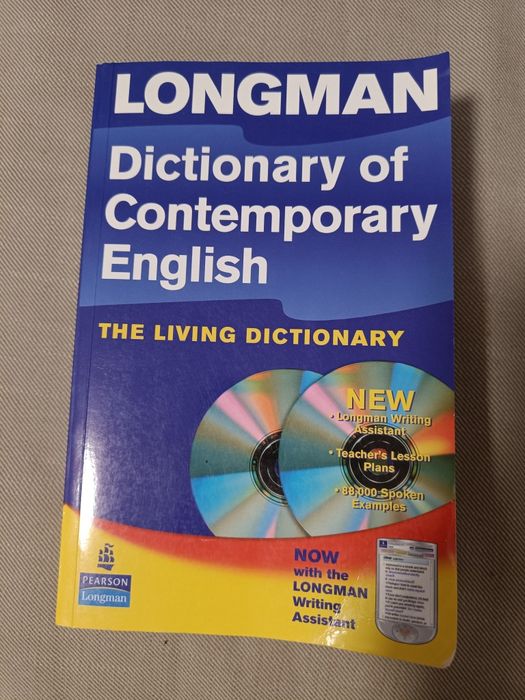 LONGMAN
Dictionary of
Contemporary
English
THE LIVING DICTIONARY
NEW
• Longman Writing
Assistant
• Teacher's Lesson
Plans
• 88,000 Spoken
Examples
NOW
with the
LONGMAN
Writing
Assistant
PEARSON
Longman